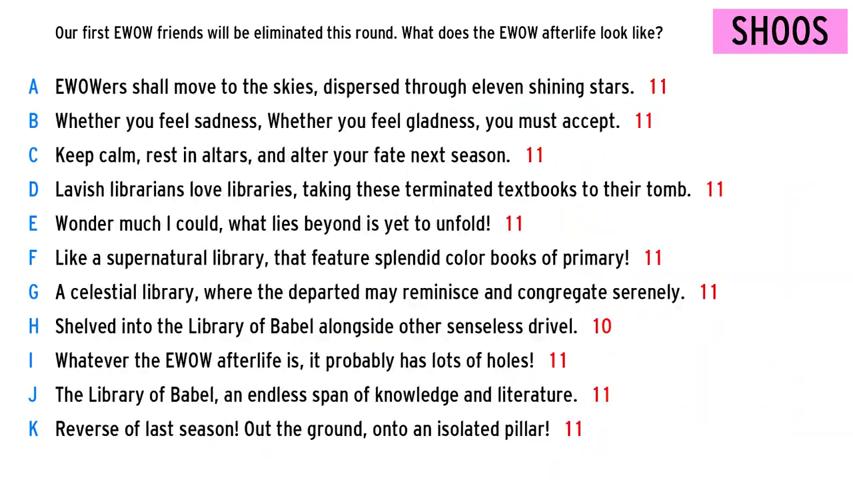 Our first EWOW friends will be eliminated this round. What does the EWOW afterlife look like?
SHOOS
A EWOWers shall move to the skies, dispersed through eleven shining stars. 11
B Whether you feel sadness, Whether you feel gladness, you must accept. 11
C Keep calm, rest in altars, and alter your fate next season. 11
D Lavish librarians love libraries, taking these terminated textbooks to their tomb. 11
E Wonder much I could, what lies beyond is yet to unfold! 11
F Like a supernatural library, that feature splendid color books of primary! 11
G A celestial library, where the departed may reminisce and congregate serenely. 11
H Shelved into the Library of Babel alongside other senseless drivel. 10
I Whatever the EWOW afterlife is, it probably has lots of holes! 11
J The Library of Babel, an endless span of knowledge and literature. 11
K Reverse of last season! Out the ground, onto an isolated pillar! 11